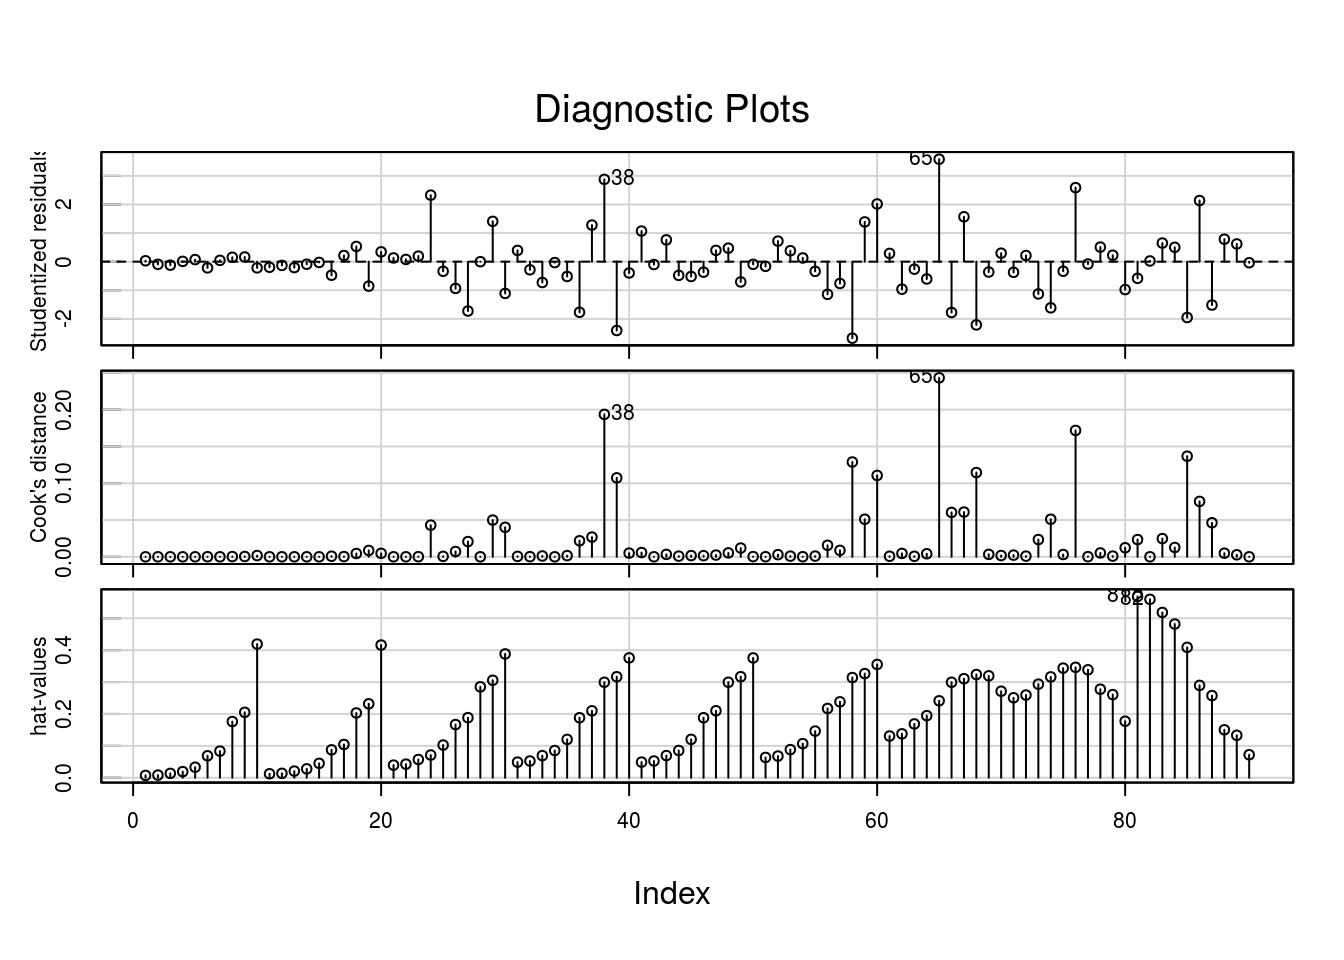 Diagnostic Plots
Studentized residuals
-2 0 2
38
65
Cook's distance
0.00 0.10 0.20
38
65
hat-values
0.0 0.2 0.4
0 20 40 60 80
Index